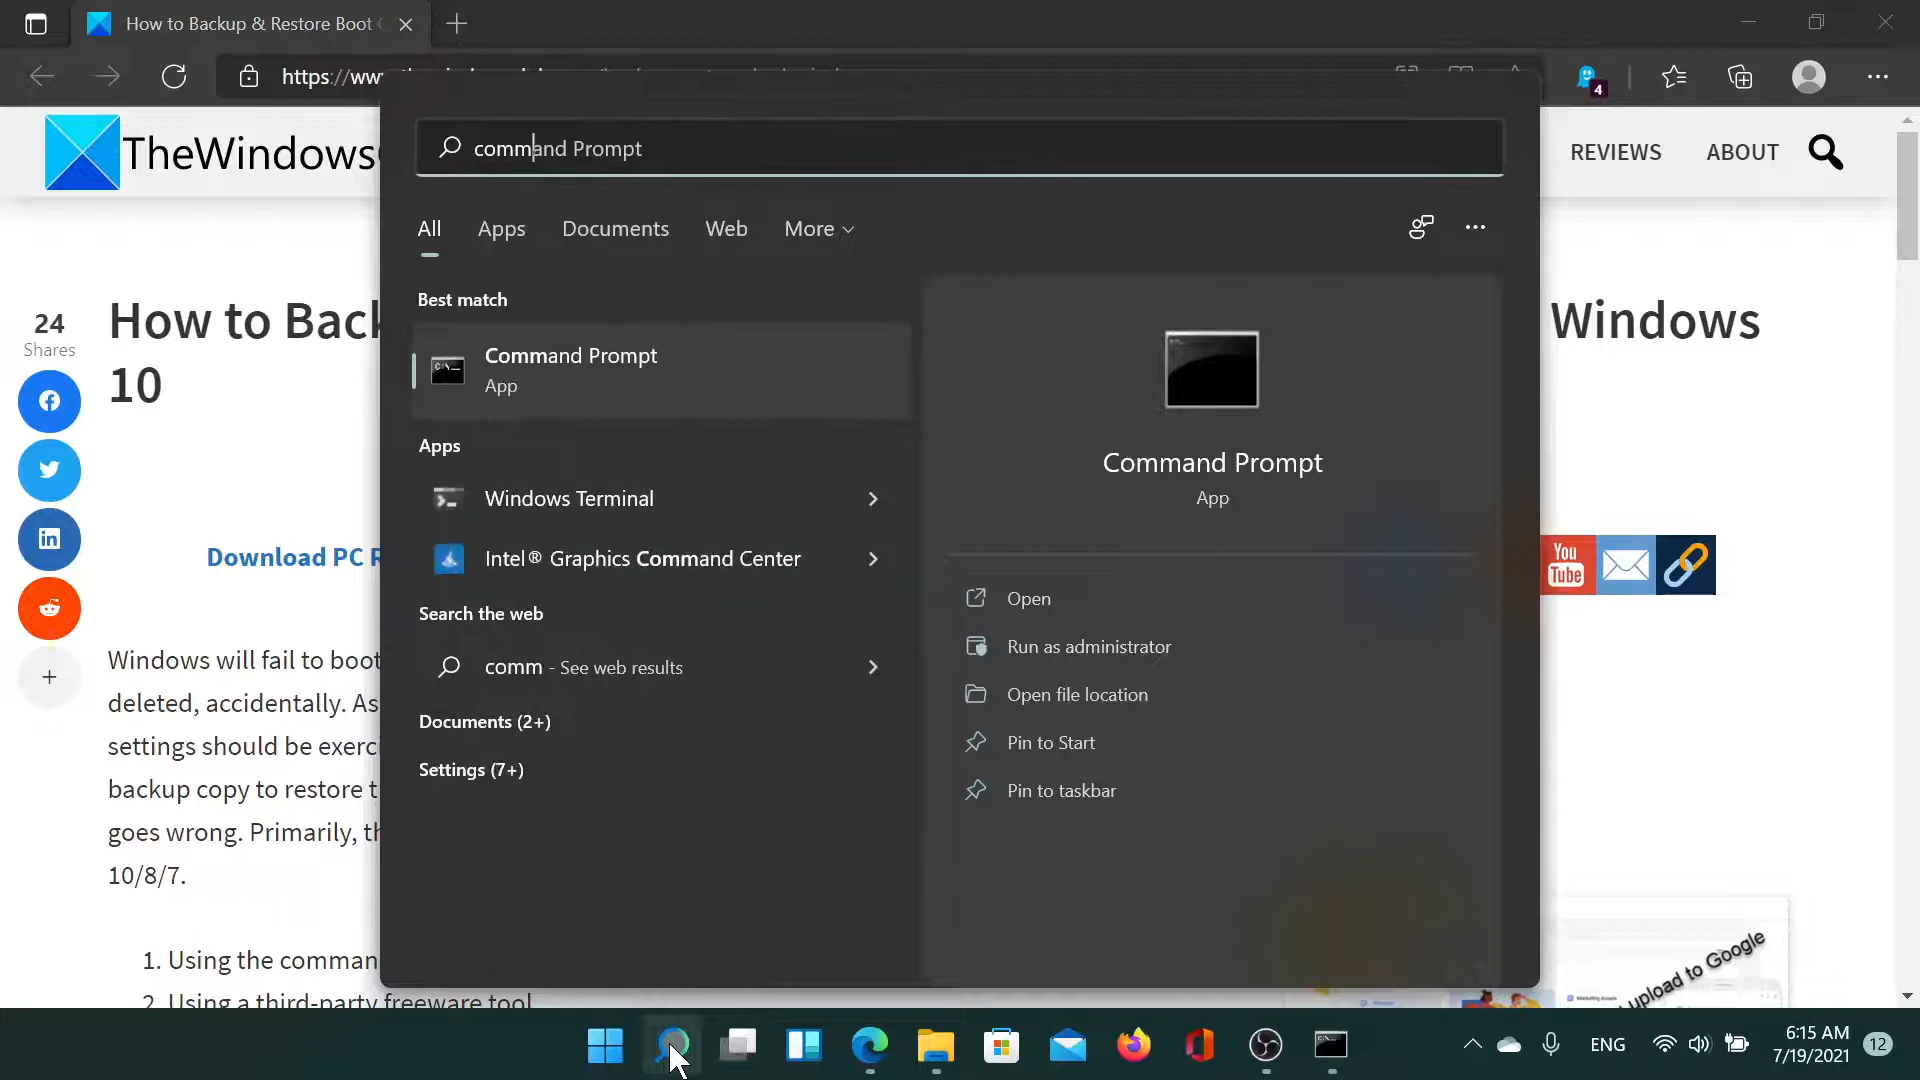 How to Backup & Restore Boot
https://www
4
TheWindows
REVIEWS
ABOUT
command Prompt
All
Apps
Documents
Web
More
24
Shares
How to Back
Windows
10
Best match
Command Prompt
App
Apps
Windows Terminal
Intel® Graphics Command Center
Search the web
comm - See web results
Documents (2+)
Settings (7+)
Command Prompt
App
Open
Run as administrator
Open file location
Pin to Start
Pin to taskbar
Download PC R
You
Tube
Windows will fail to boot
deleted, accidentally. As
settings should be exerci
backup copy to restore t
goes wrong. Primarily, th
10/8/7.
1. Using the comman
2. Using a third-party freeware tool
upload to Google
ENG
6:15 AM
7/19/2021
12